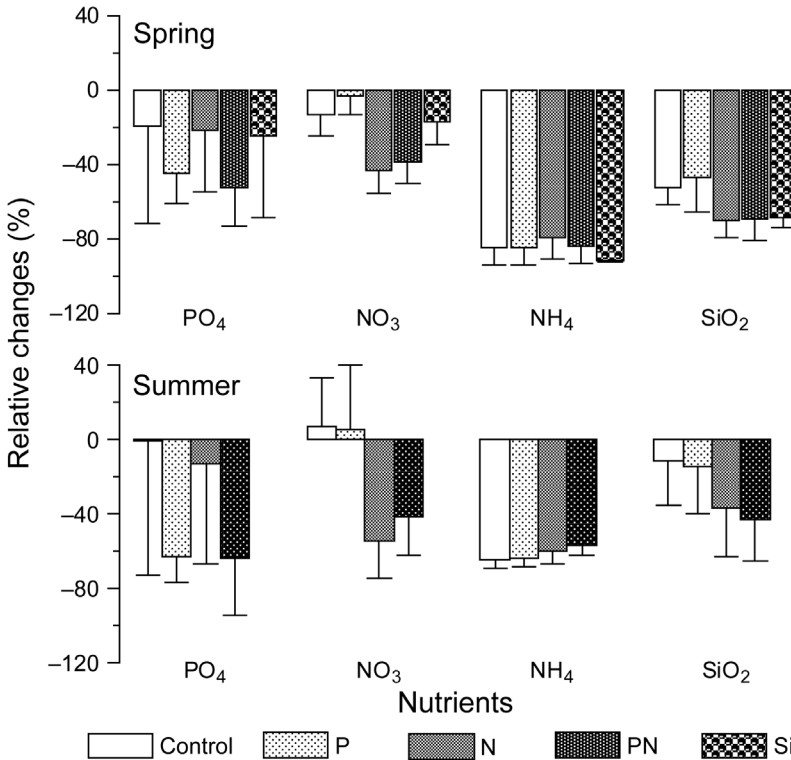 40
Spring
0
–40
–80
–120
PO4 NO3 NH4 SiO2
40
Summer
0
–40
–80
–120
PO4 NO3 NH4 SiO2
Relative changes (%)
Nutrients
Control P N PN Si